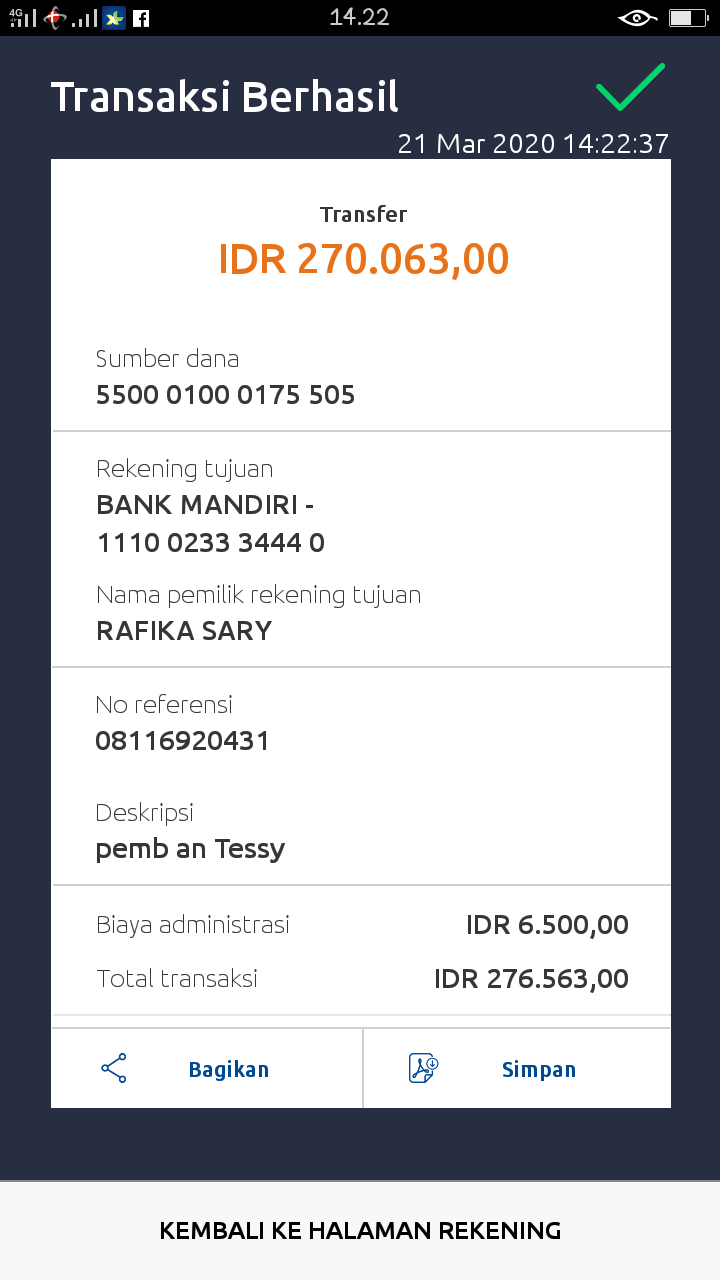 4G
14.22
Transaksi Berhasil
21 Mar 2020 14:22:37
Transfer
IDR 270.063,00
Sumber dana
5500 0100 0175 505
Rekening tujuan
BANK MANDIRI -
1110 0233 3444 0
Nama pemilik rekening tujuan
RAFIKA SARY
No referensi
08116920431
Deskripsi
pemb an Tessy
Biaya administrasi IDR 6.500,00
Total transaksi IDR 276.563,00
Bagikan Simpan
KEMBALI KE HALAMAN REKENING